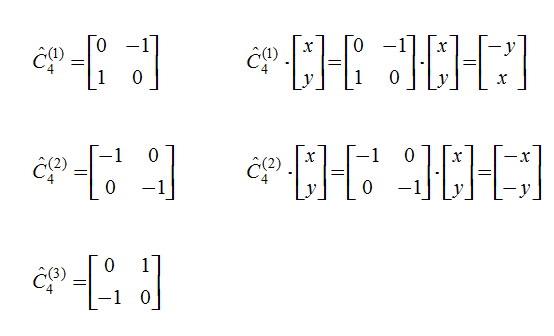 Ĉ₄⁽¹⁾ = [0 −1; 1 0]   Ĉ₄⁽¹⁾ · [x; y] = [0 −1; 1 0] · [x; y] = [−y; x]
Ĉ₄⁽²⁾ = [−1 0; 0 −1]   Ĉ₄⁽²⁾ · [x; y] = [−1 0; 0 −1] · [x; y] = [−x; −y]
Ĉ₄⁽³⁾ = [0 1; −1 0]